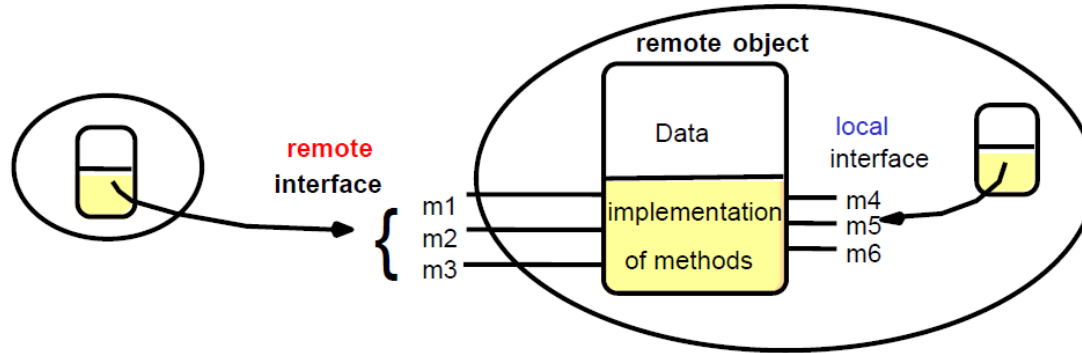 remote object
Data
remote
interface
{
m1
m2
m3
implementation
of methods
local
interface
m4
m5
m6